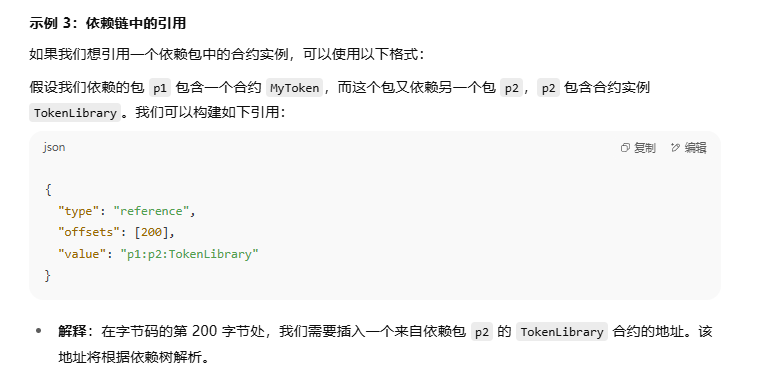 示例 3：依赖链中的引用
如果我们想引用一个依赖包中的合约实例，可以使用以下格式：
假设我们依赖的包 p1 包含一个合约 MyToken，而这个包又依赖另一个包 p2，p2 包含合约实例
TokenLibrary。我们可以构建如下引用：
json 复制 编辑
{
"type": "reference",
"offsets": [200],
"value": "p1:p2:TokenLibrary"
}
• 解释：在字节码的第 200 字节处，我们需要插入一个来自依赖包 p2 的 TokenLibrary 合约的地址。该
地址将根据依赖树解析。